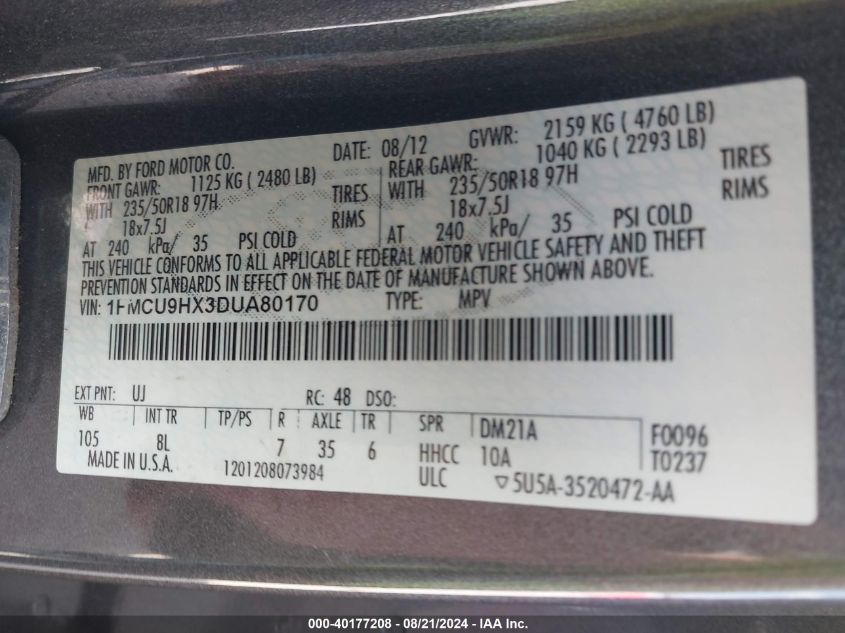 MFD. BY FORD MOTOR CO. DATE: 08/12 GVWR: 2159 KG ( 4760 LB)
FRONT GAWR: 1125 KG ( 2480 LB) REAR GAWR: 1040 KG ( 2293 LB)
WITH 235/50R18 97H TIRES WITH 235/50R18 97H TIRES
18x7.5J RIMS 18x7.5J RIMS
AT 240 kPa/ 35 PSI COLD AT 240 kPa/ 35 PSI COLD
THIS VEHICLE CONFORMS TO ALL APPLICABLE FEDERAL MOTOR VEHICLE SAFETY AND THEFT
PREVENTION STANDARDS IN EFFECT ON THE DATE OF MANUFACTURE SHOWN ABOVE.
VIN: 1FMCU9HX3DUA80170 TYPE: MPV
EXT PNT: UJ RC: 48 DSO:
WB INT TR TP/PS R AXLE TR SPR DM21A F0096
105 8L 7 35 6 HHCC 10A T0237
MADE IN U.S.A. 1201208073984 ULC ▽5U5A-3520472-AA
000-40177208 - 08/21/2024 - IAA Inc.